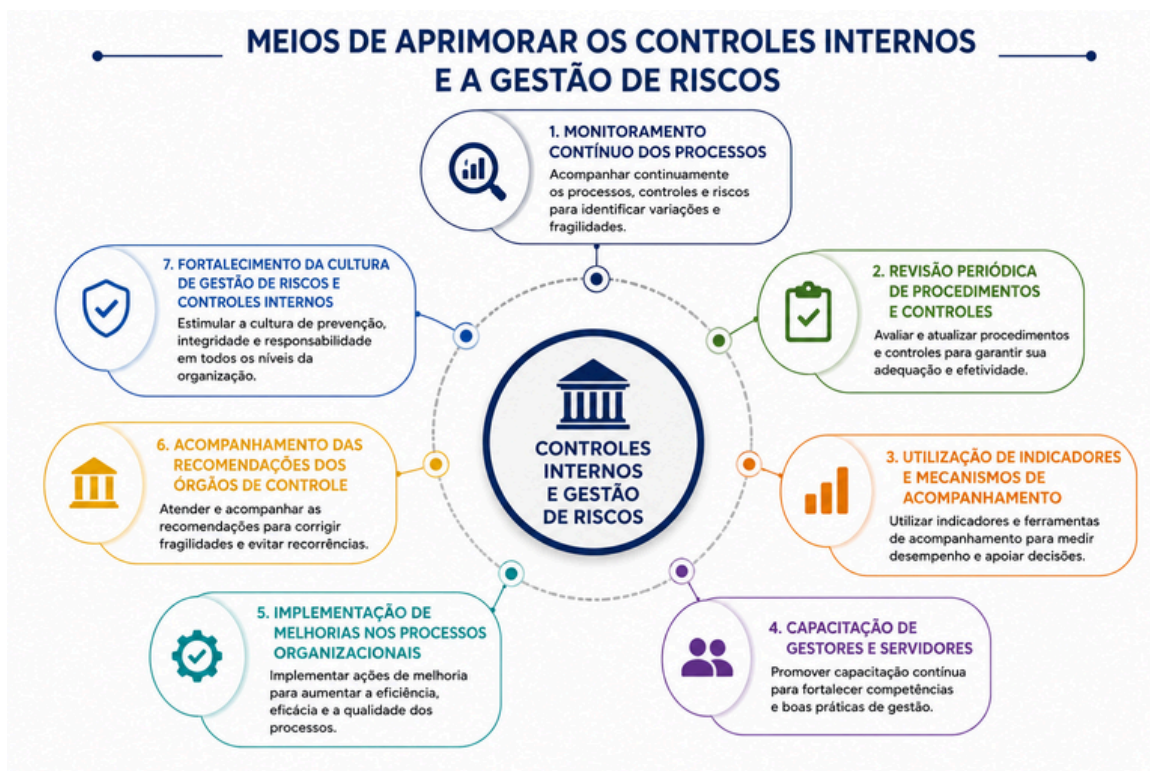 MEIOS DE APRIMORAR OS CONTROLES INTERNOS
E A GESTÃO DE RISCOS
1. MONITORAMENTO
CONTÍNUO DOS PROCESSOS
Acompanhar continuamente
os processos, controles e riscos
para identificar variações e
fragilidades.
2. REVISÃO PERIÓDICA
DE PROCEDIMENTOS
E CONTROLES
Avaliar e atualizar procedimentos
e controles para garantir sua
adequação e efetividade.
3. UTILIZAÇÃO DE INDICADORES
E MECANISMOS DE
ACOMPANHAMENTO
Utilizar indicadores e ferramentas
de acompanhamento para medir
desempenho e apoiar decisões.
4. CAPACITAÇÃO DE
GESTORES E SERVIDORES
Promover capacitação contínua
para fortalecer competências
e boas práticas de gestão.
5. IMPLEMENTAÇÃO DE
MELHORIAS NOS PROCESSOS
ORGANIZACIONAIS
Implementar ações de melhoria
para aumentar a eficiência,
eficácia e a qualidade dos
processos.
6. ACOMPANHAMENTO DAS
RECOMENDAÇÕES DOS
ÓRGÃOS DE CONTROLE
Atender e acompanhar as
recomendações para corrigir
fragilidades e evitar recorrências.
7. FORTALECIMENTO DA CULTURA
DE GESTÃO DE RISCOS E
CONTROLES INTERNOS
Estimular a cultura de prevenção,
integridade e responsabilidade
em todos os níveis da
organização.
CONTROLES
INTERNOS
E GESTÃO
DE RISCOS